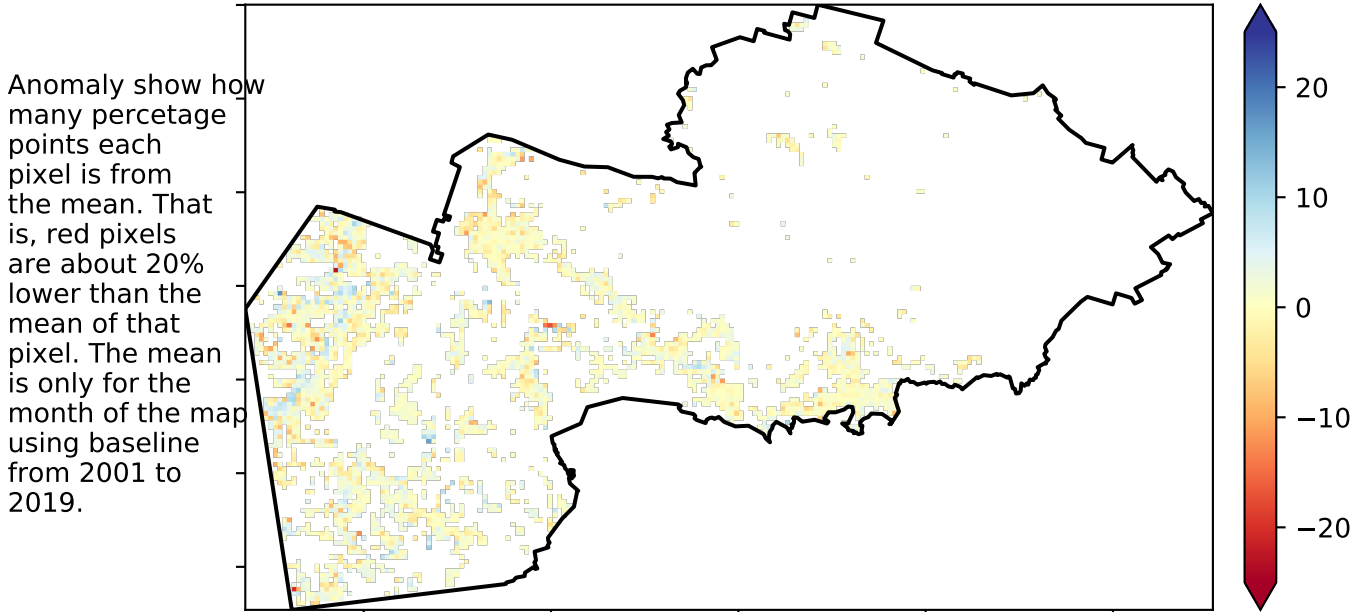 Anomaly show how
many percetage
points each
pixel is from
the mean. That
is, red pixels
are about 20%
lower than the
mean of that
pixel. The mean
is only for the
month of the map
using baseline
from 2001 to
2019.
20
10
0
−10
−20